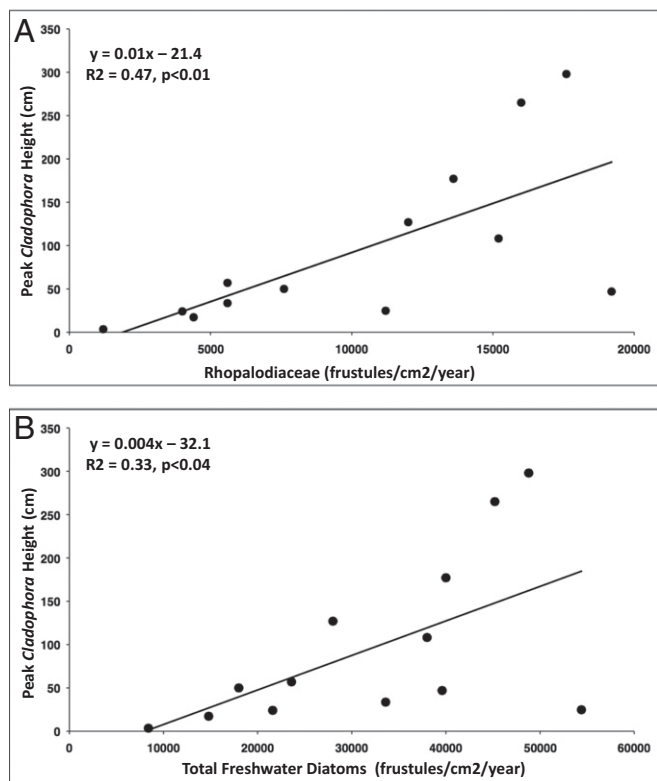 A
y = 0.01x – 21.4
R2 = 0.47, p<0.01
350
300
250
200
150
100
50
0
Peak Cladophora Height (cm)
0 5000 10000 15000 20000
Rhopalodiaceae (frustules/cm2/year)
B
y = 0.004x – 32.1
R2 = 0.33, p<0.04
350
300
250
200
150
100
50
0
Peak Cladophora Height (cm)
0 10000 20000 30000 40000 50000 60000
Total Freshwater Diatoms (frustules/cm2/year)